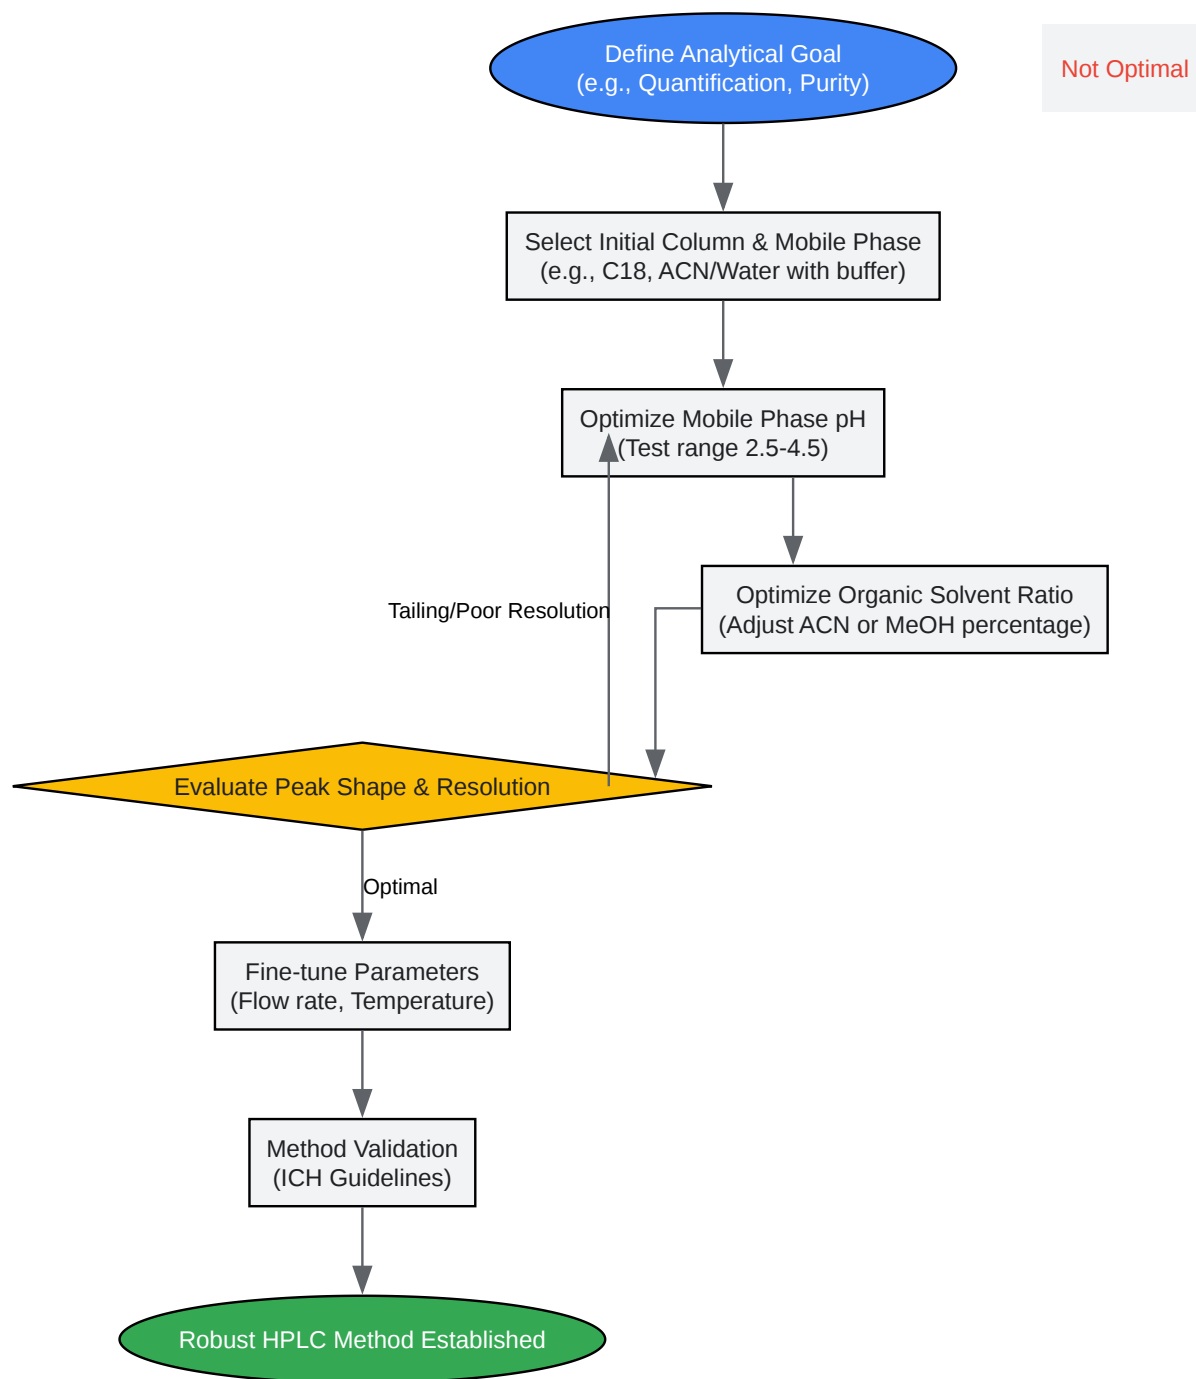 Define Analytical Goal
(e.g., Quantification, Purity)
Not Optimal
Select Initial Column & Mobile Phase
(e.g., C18, ACN/Water with buffer)
Optimize Mobile Phase pH
(Test range 2.5-4.5)
Optimize Organic Solvent Ratio
(Adjust ACN or MeOH percentage)
Tailing/Poor Resolution
Evaluate Peak Shape & Resolution
Optimal
Fine-tune Parameters
(Flow rate, Temperature)
Method Validation
(ICH Guidelines)
Robust HPLC Method Established